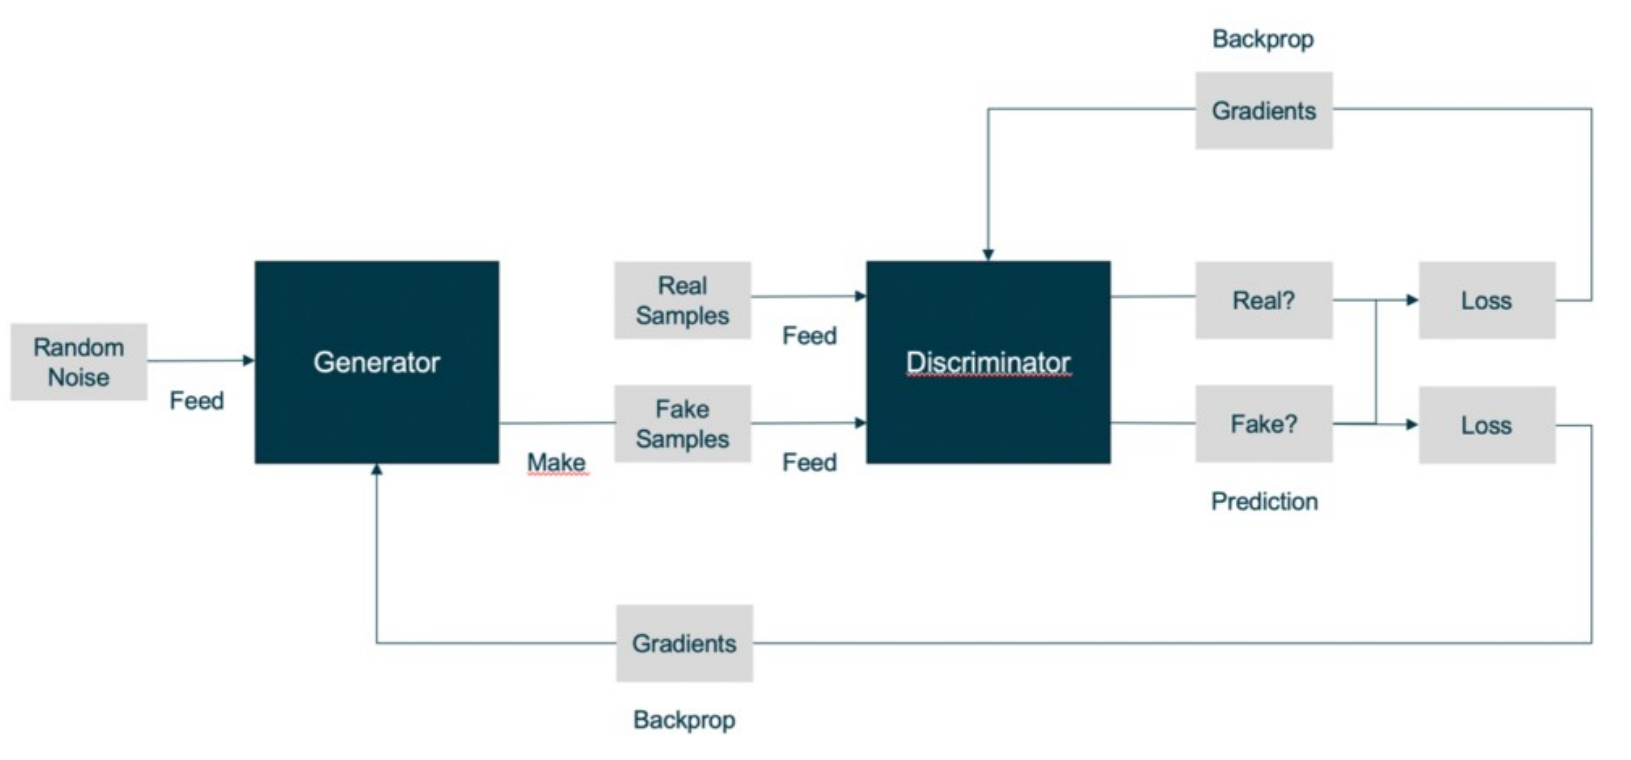 Backprop
Gradients
Real
Samples
Feed
Real?
Loss
Random
Noise
Feed
Generator
Discriminator
Make
Fake
Samples
Feed
Fake?
Loss
Prediction
Gradients
Backprop